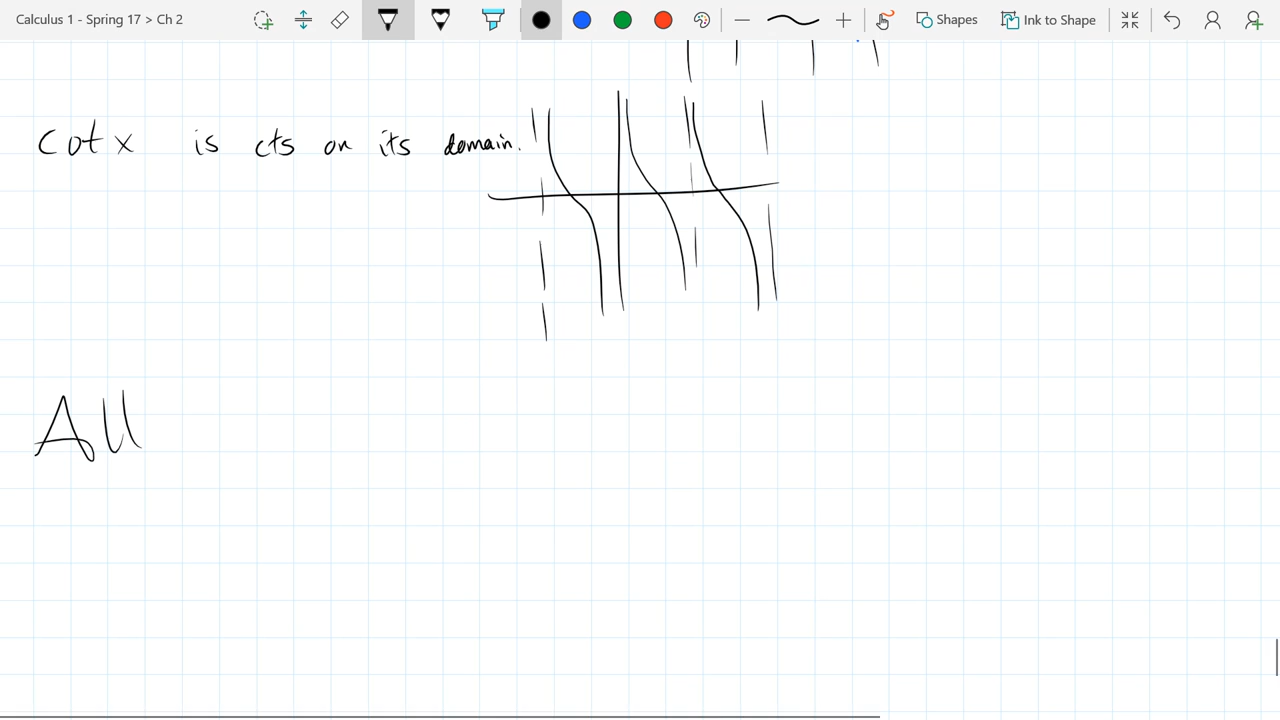 Calculus 1 - Spring 17 > Ch 2
Shapes
Ink to Shape
cot x is cts on its domain.
All